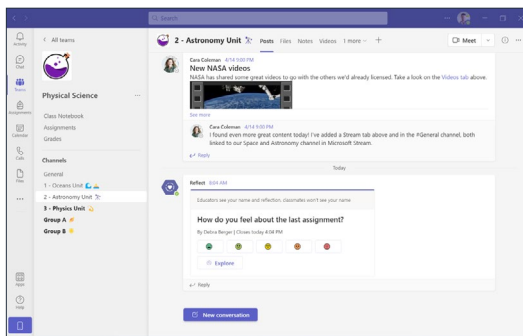 Search
Activity
Chat
Teams
Assignments
Calendar
Calls
Files
Apps
Help
All teams
Physical Science
Class Notebook
Assignments
Grades
Channels
General
1 - Oceans Unit
2 - Astronomy Unit
3 - Physics Unit
Group A
Group B
2 - Astronomy Unit Posts Files Notes Videos 1 more
Meet
Cara Coleman 4/14 9:00 PM
New NASA videos
NASA has shared some great videos to go with the others we'd already licensed. Take a look on the Videos tab above.
See more
Cara Coleman 4/14 9:00 PM
I found even more great content today! I've added a Stream tab above and in the #General channel, both
linked to our Space and Astronomy channel in Microsoft Stream.
Reply
Today
Reflect 8:04 AM
Educators see your name and reflection, classmates won't see your name
How do you feel about the last assignment?
By Debra Berger | Closes today 4:04 PM
Explore
Reply
New conversation